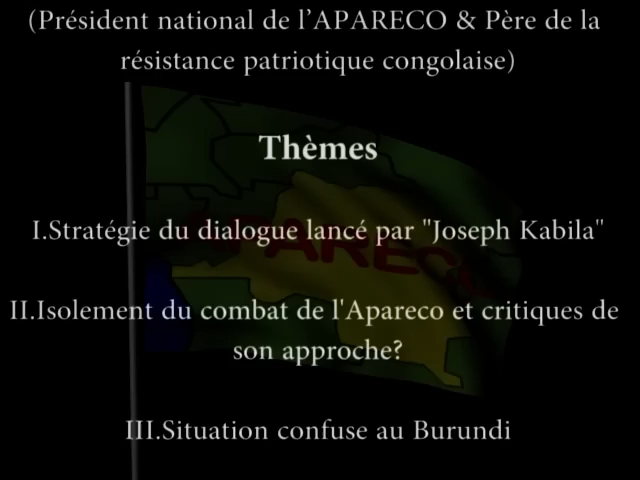 (Président national de l’APARECO & Père de la
résistance patriotique congolaise)
Thèmes
I.Stratégie du dialogue lancé par "Joseph Kabila"
APARECO
II.Isolement du combat de l'Apareco et critiques de
son approche?
III.Situation confuse au Burundi